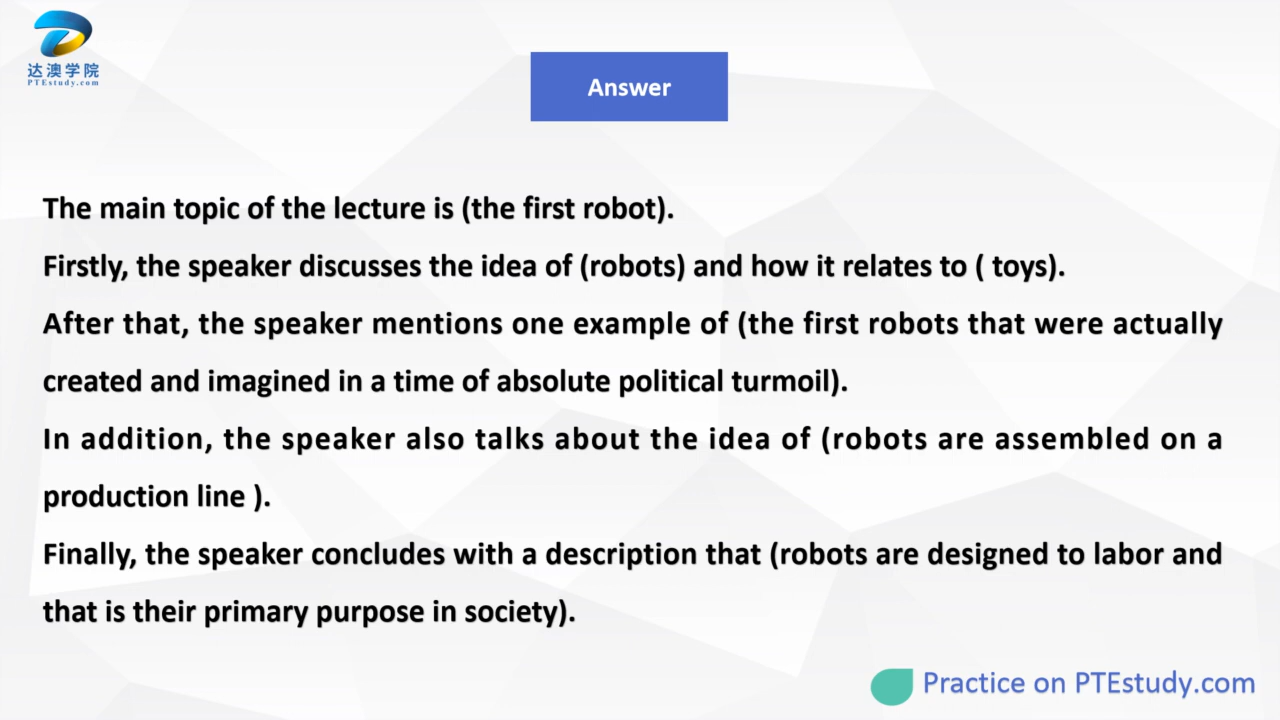 达澳学院
PTEstudy.com
Answer
The main topic of the lecture is (the first robot).
Firstly, the speaker discusses the idea of (robots) and how it relates to ( toys).
After that, the speaker mentions one example of (the first robots that were actually
created and imagined in a time of absolute political turmoil).
In addition, the speaker also talks about the idea of (robots are assembled on a
production line ).
Finally, the speaker concludes with a description that (robots are designed to labor and
that is their primary purpose in society).
Practice on PTEstudy.com